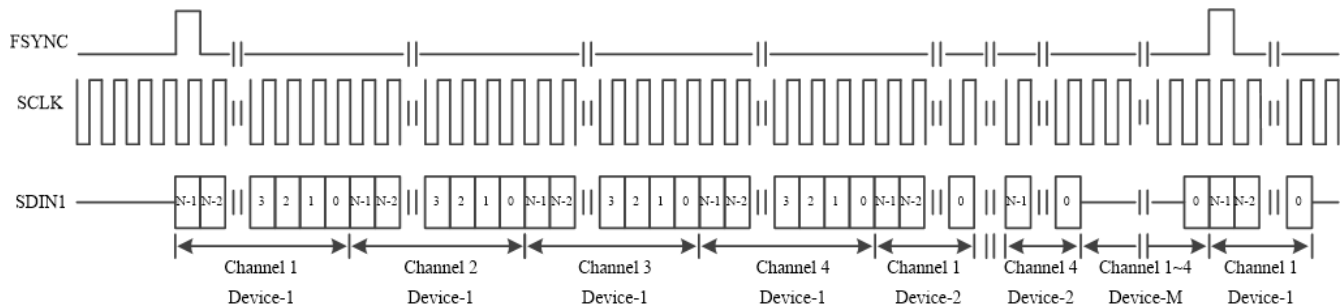 FSYNC
SCLK
SDIN1 N-1 N-2 3 2 1 0 N-1 N-2 3 2 1 0 N-1 N-2 3 2 1 0 N-1 N-2 3 2 1 0 N-1 N-2 0 N-1 0 0 N-1 N-2 0
Channel 1 Channel 2 Channel 3 Channel 4 Channel 1 Channel 4 Channel 1~4 Channel 1
Device-1 Device-1 Device-1 Device-1 Device-2 Device-2 Device-M Device-1